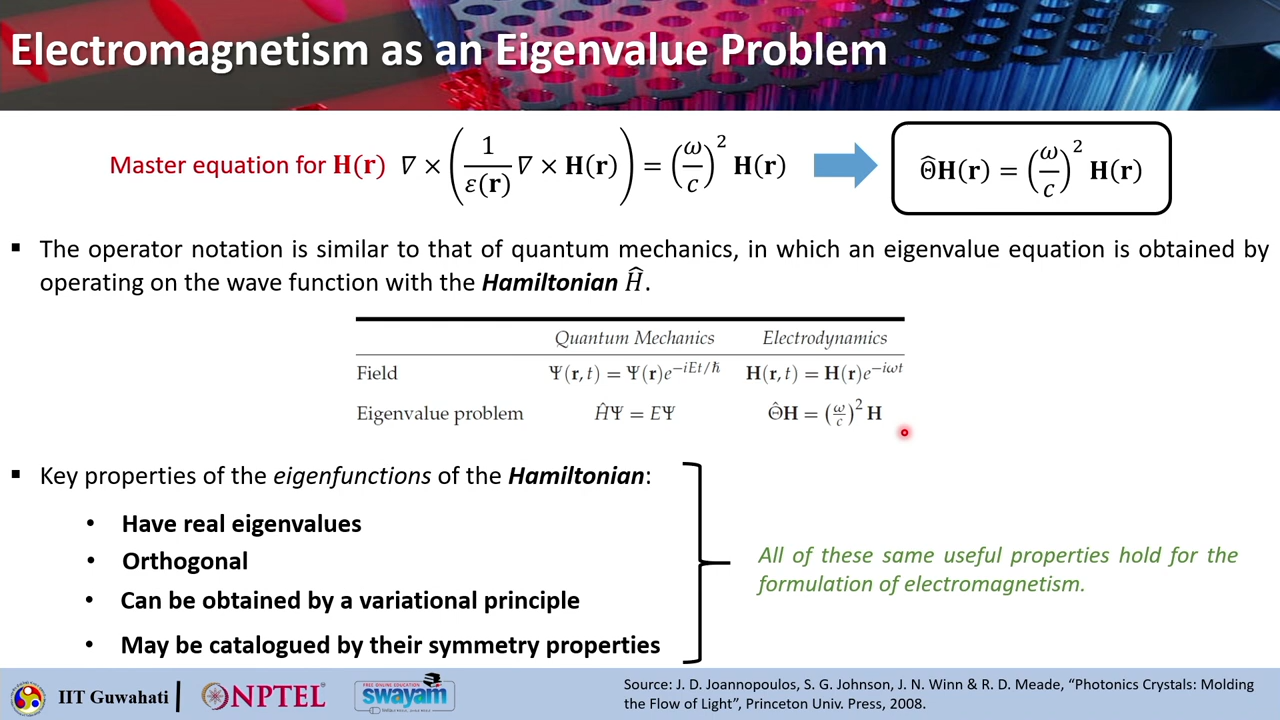 Electromagnetism as an Eigenvalue Problem
Master equation for H(r) ∇ × (1/ε(r) ∇ × H(r)) = (ω/c)² H(r)
Θ̂H(r) = (ω/c)² H(r)
▪ The operator notation is similar to that of quantum mechanics, in which an eigenvalue equation is obtained by
operating on the wave function with the Hamiltonian Ĥ.
Quantum Mechanics Electrodynamics
Field Ψ(r, t) = Ψ(r)e^{−iEt/ℏ} H(r, t) = H(r)e^{−iωt}
Eigenvalue problem ĤΨ = EΨ Θ̂H = (ω/c)² H
▪ Key properties of the eigenfunctions of the Hamiltonian:
• Have real eigenvalues
• Orthogonal
• Can be obtained by a variational principle
• May be catalogued by their symmetry properties
All of these same useful properties hold for the
formulation of electromagnetism.
IIT Guwahati
NPTEL
FREE ONLINE EDUCATION
swayam
Source: J. D. Joannopoulos, S. G. Johnson, J. N. Winn & R. D. Meade, “Photonics Crystals: Molding
the Flow of Light”, Princeton Univ. Press, 2008.